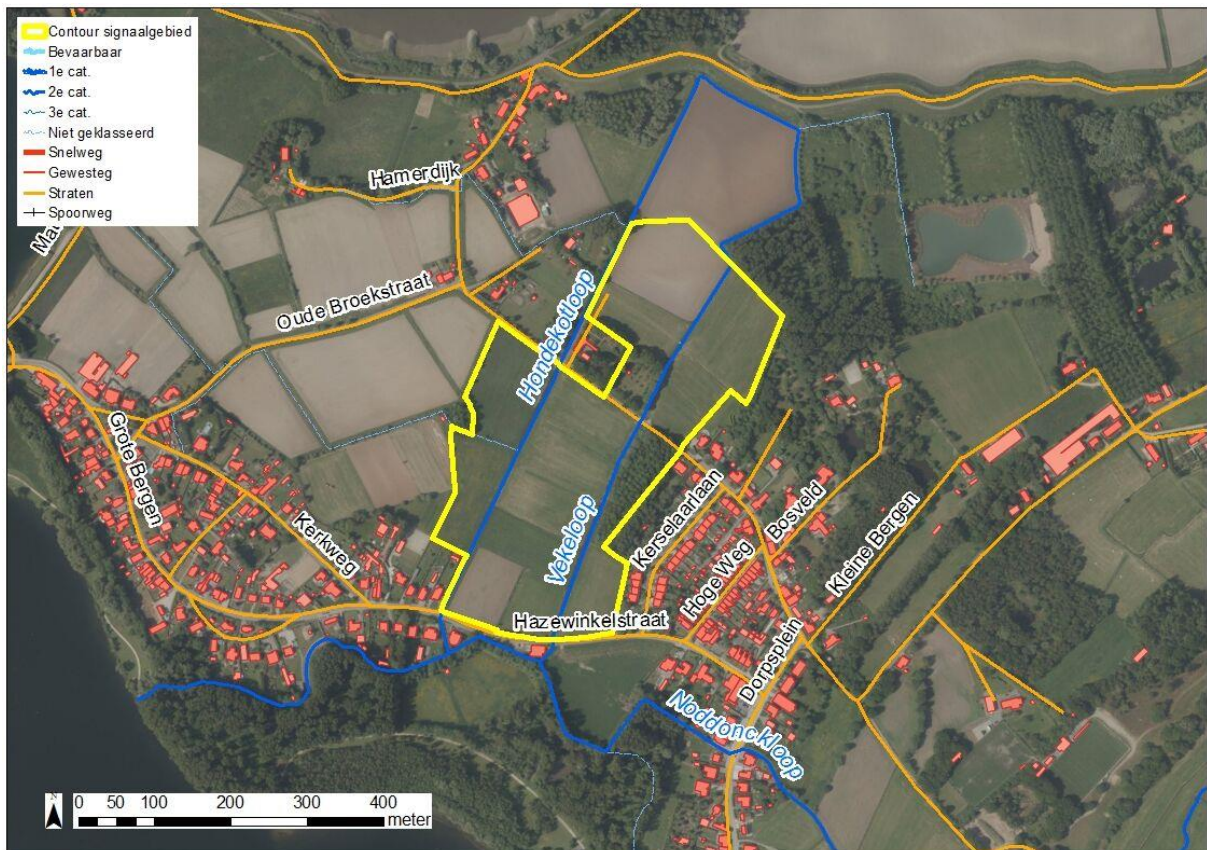 Contour signaalgebied
Bevaarbaar
1e cat.
2e cat.
3e cat.
Niet geklasseerd
Snelweg
Gewesteg
Straten
Spoorweg
Hamerdijk
Oude Broekstraat
Hondekotloop
Grote Bergen
Kerkweg
Vekeloop
Kerselaarlaan
Bosveld
Hoge Weg
Kleine Bergen
Hazewinkelstraat
Dorpsplein
Noddonckloop
N
0 50 100 200 300 400
meter